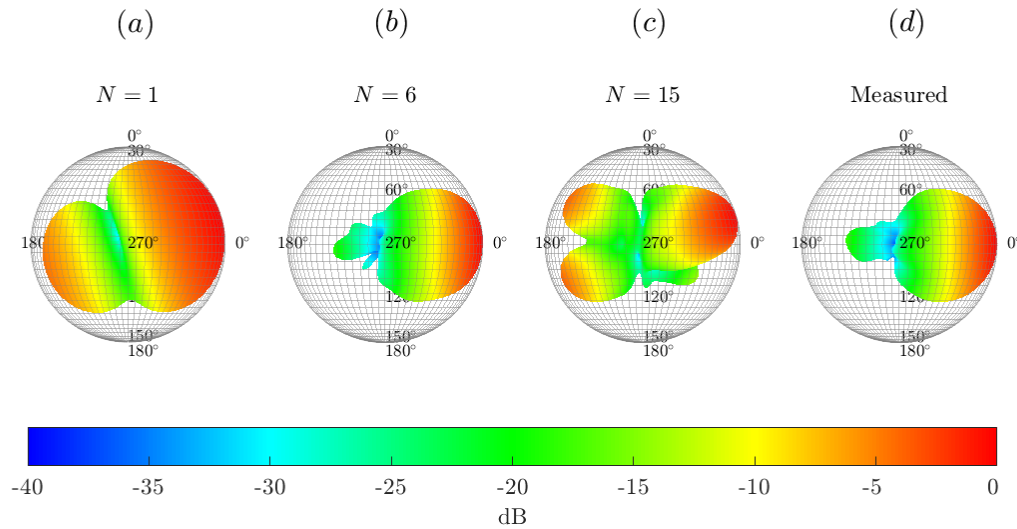 (a) (b) (c) (d)
N = 1 N = 6 N = 15 Measured
0° 0° 0° 0°
30° 30° 30° 30°
60° 60° 60°
180° 270° 0° 180° 270° 0° 180° 270° 0° 180° 270° 0°
120° 120° 120°
150° 150° 150° 150°
180° 180° 180° 180°
-40 -35 -30 -25 -20 -15 -10 -5 0
dB